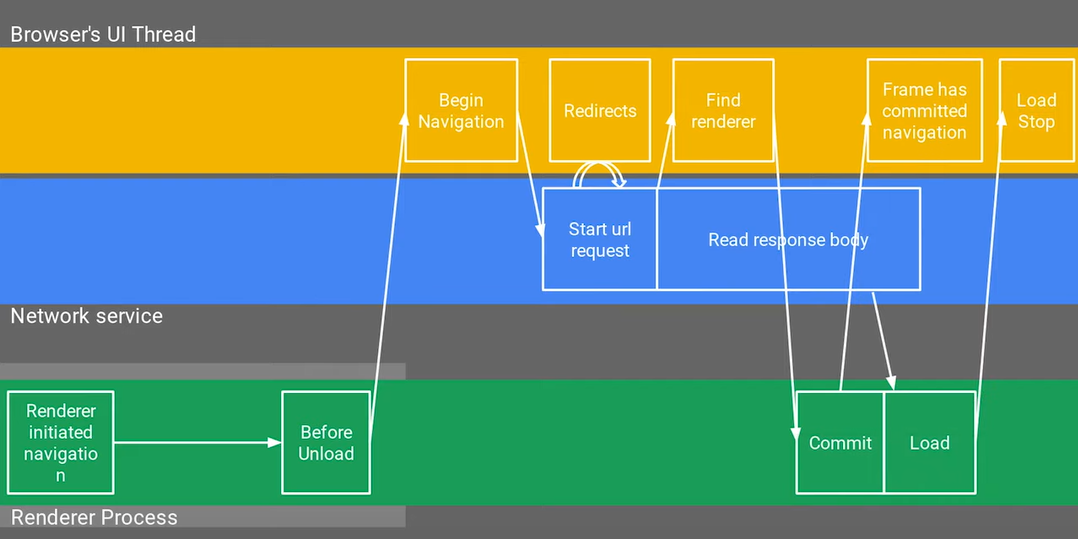 Browser's UI Thread
Begin
Navigation
Redirects
Find
renderer
Frame has
committed
navigation
Load
Stop
Start url
request
Read response body
Network service
Renderer
initiated
navigatio
n
Before
Unload
Commit
Load
Renderer Process